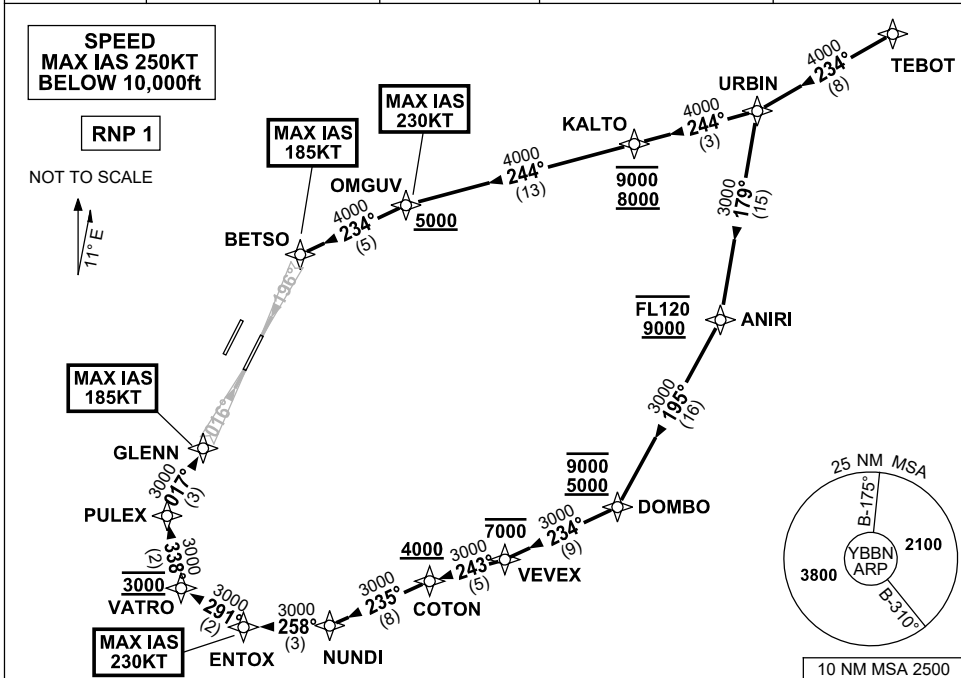 SPEED
MAX IAS 250KT
BELOW 10,000ft
RNP 1
NOT TO SCALE
11° E
TEBOT
4000
234°
(8)
URBIN
4000
244°
(3)
KALTO
9000
8000
4000
244°
(13)
MAX IAS
230KT
OMGUV
5000
4000
234°
(5)
MAX IAS
185KT
BETSO
196°
3000
179°
(15)
FL120
9000
ANIRI
3000
195°
(16)
9000
5000
DOMBO
3000
234°
(9)
7000
VEVEX
3000
243°
(5)
4000
COTON
3000
235°
(8)
NUNDI
3000
258°
(3)
MAX IAS
230KT
ENTOX
3000
291°
(2)
3000
VATRO
3000
338°
(2)
PULEX
3000
017°
(3)
MAX IAS
185KT
GLENN
016°
25 NM MSA
B-175°
YBBN
ARP
2100
3800
B-310°
10 NM MSA 2500